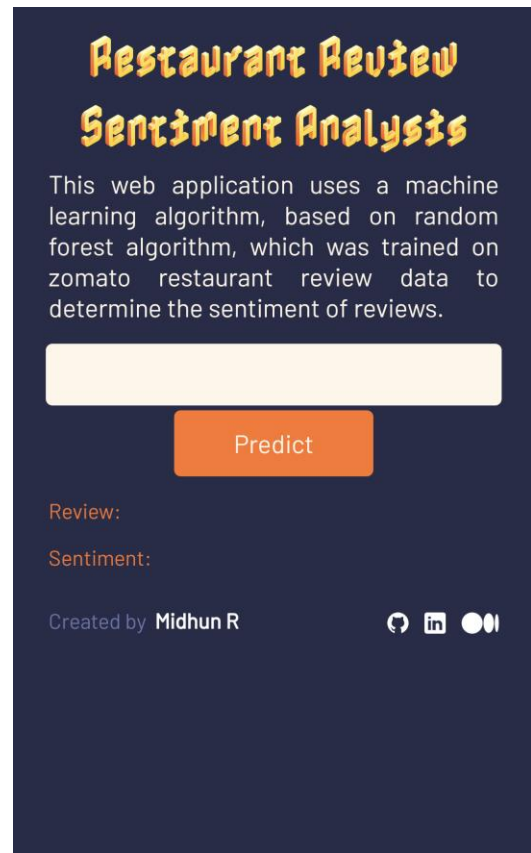 Restaurant Review
Sentiment Analysis
This web application uses a machine
learning algorithm, based on random
forest algorithm, which was trained on
zomato restaurant review data to
determine the sentiment of reviews.
Predict
Review:
Sentiment:
Created by Midhun R
in